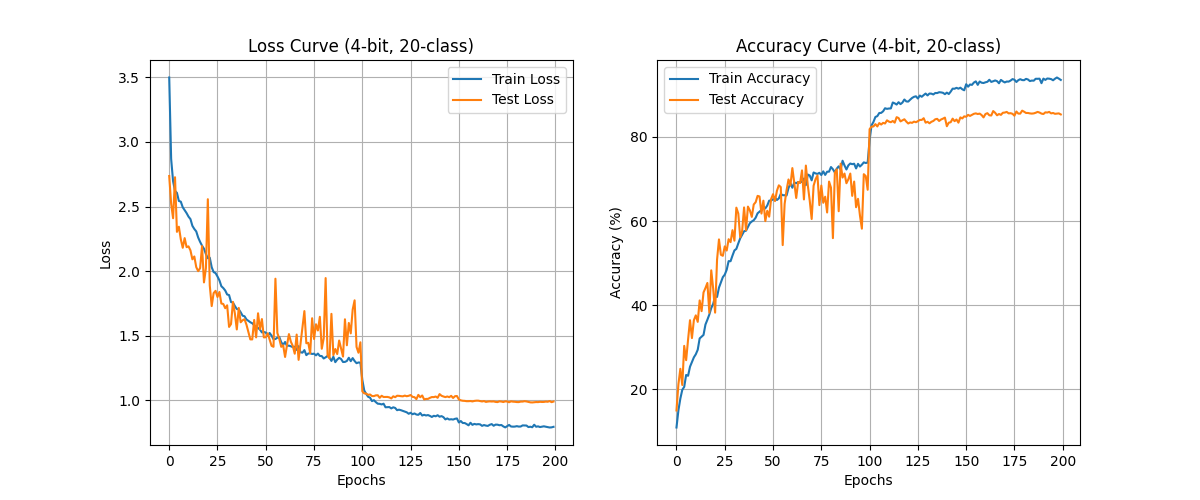 Loss Curve (4-bit, 20-class)
3.5
3.0
2.5
2.0
1.5
1.0
Loss
0 25 50 75 100 125 150 175 200
Epochs
Train Loss
Test Loss
Accuracy Curve (4-bit, 20-class)
80
60
40
20
Accuracy (%)
0 25 50 75 100 125 150 175 200
Epochs
Train Accuracy
Test Accuracy